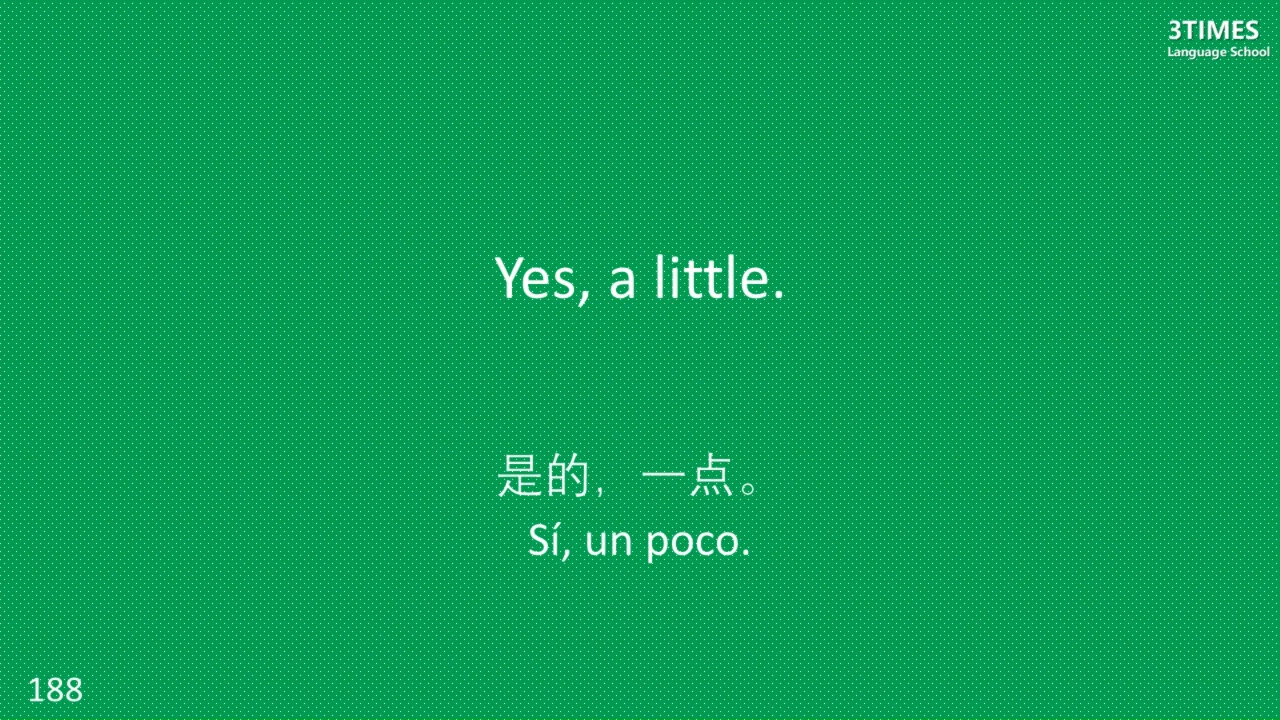 3TIMES
Language School
Yes, a little.
是的，一点。
Sí, un poco.
188